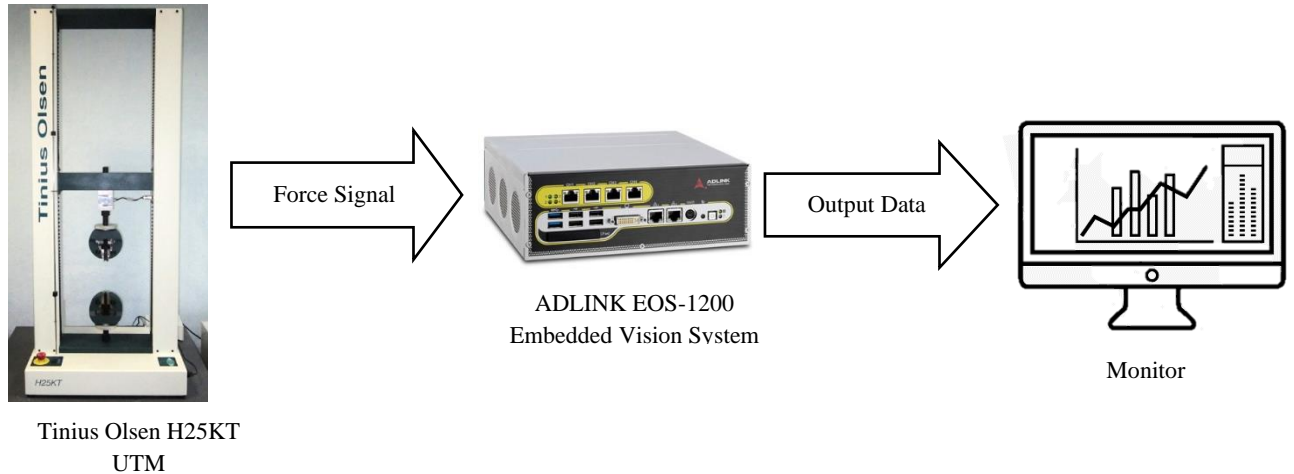 Tinius Olsen
H25KT
Tinius Olsen H25KT
UTM
Force Signal
ADLINK
ADLINK EOS-1200
Embedded Vision System
Output Data
Monitor